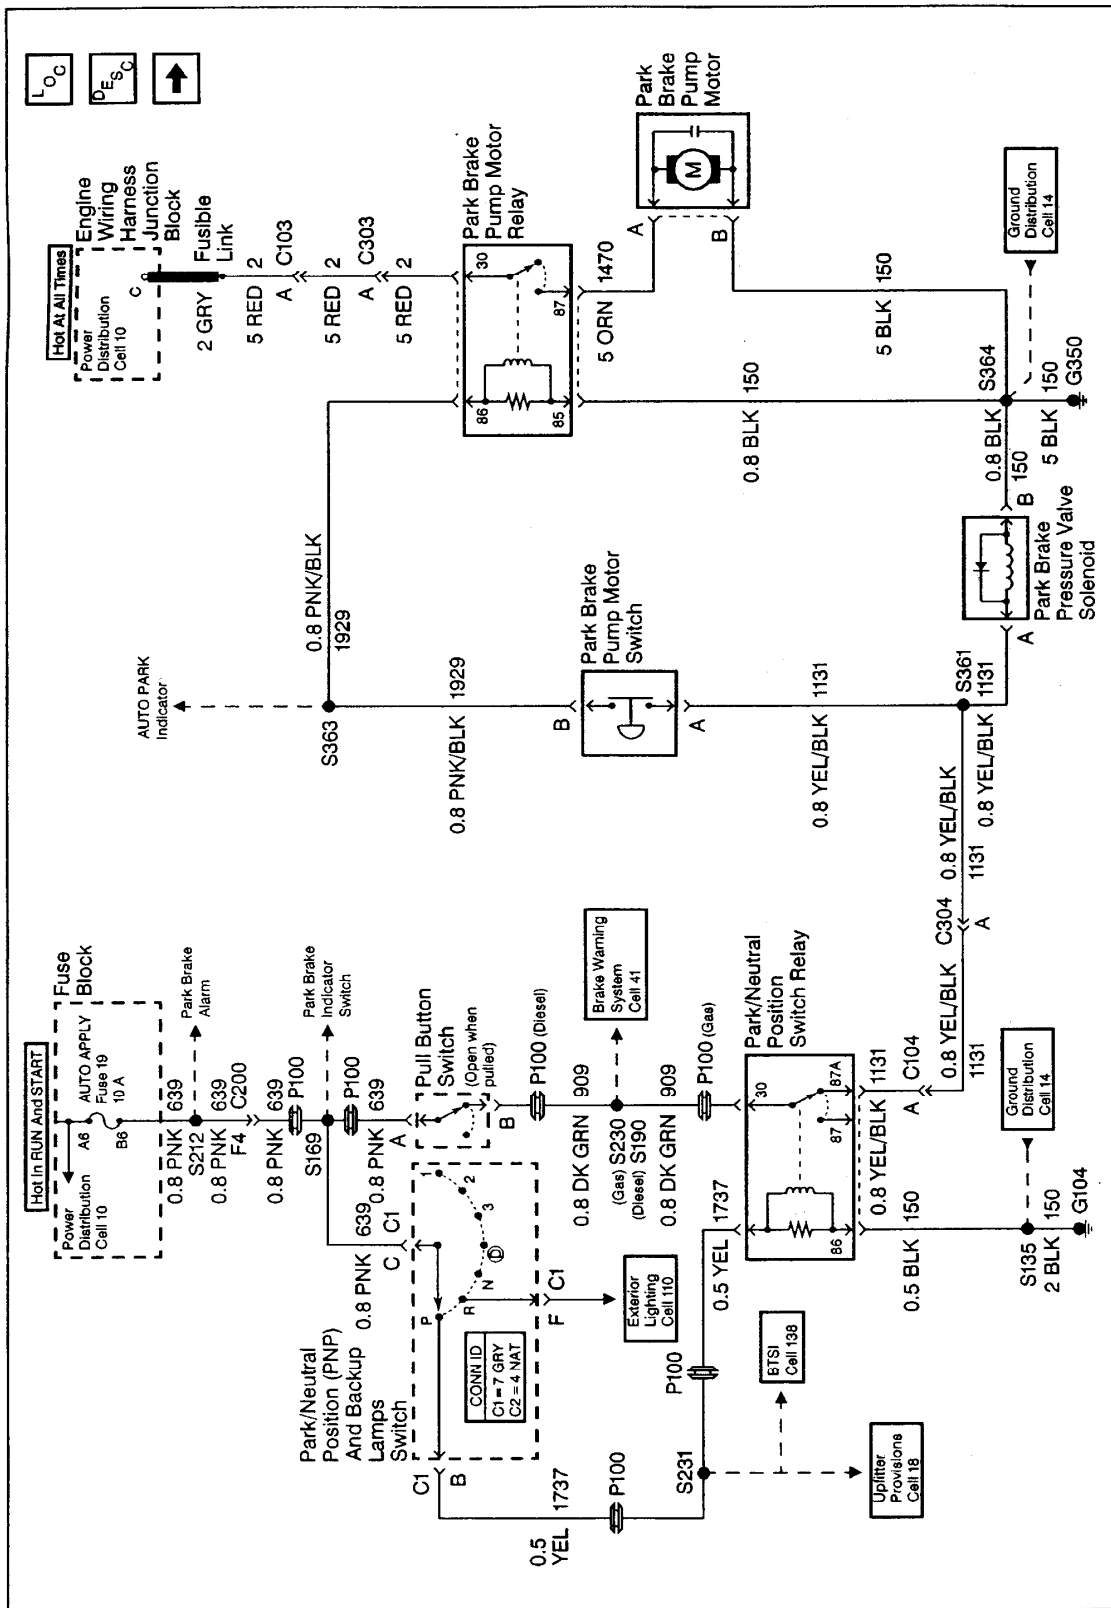 LOC
DESC
Hot In RUN And START
Power
Distribution
Cell 10
A6
B6
AUTO APPLY
Fuse 19
10 A
Fuse
Block
0.8 PNK 639
S212
Park Brake
Alarm
0.8 PNK 639
F4 C200
0.8 PNK 639
P100
S169
Park Brake
Indicator
Switch
P100
0.8 PNK 639
A
Pull Button
Switch
(Open when
pulled)
B
P100 (Diesel)
0.8 DK GRN 909
(Gas) S230
(Diesel) S190
Brake Warning
System
Cell 41
0.8 DK GRN 909
P100 (Gas)
Park/Neutral
Position (PNP)
And Backup
Lamps
Switch
0.8 PNK 639
C C1
P
R
N
D
3
2
1
CONN ID
C1 = 7 GRY
C2 = 4 NAT
F C1
Exterior
Lighting
Cell 110
C1
B
0.5
YEL
1737
P100
S231
BTSI
Cell 138
Upfitter
Provisions
Cell 18
P100
0.5 YEL 1737
Park/Neutral
Position
Switch Relay
30
87
87A
86
0.8 YEL/BLK 1131
A C104
0.8 YEL/BLK
1131
0.5 BLK 150
S135
2 BLK 150
G104
Ground
Distribution
Cell 14
C304
A
0.8 YEL/BLK
1131
S361
0.8 YEL/BLK 1131
AUTO PARK
Indicator
S363
0.8 PNK/BLK
1929
0.8 PNK/BLK 1929
B
Park Brake
Pump Motor
Switch
A
0.8 YEL/BLK 1131
A
Park Brake
Pressure Valve
Solenoid
B
150
0.8 BLK
Hot At All Times
Power
Distribution
Cell 10
Engine
Wiring
Harness
Junction
Block
C
Fusible
Link
2 GRY
5 RED 2
A C103
5 RED 2
A C303
5 RED 2
Park Brake
Pump Motor
Relay
30
87
86
85
5 ORN 1470
A
B
M
Park
Brake
Pump
Motor
0.8 BLK 150
5 BLK 150
S364
5 BLK 150
G350
Ground
Distribution
Cell 14